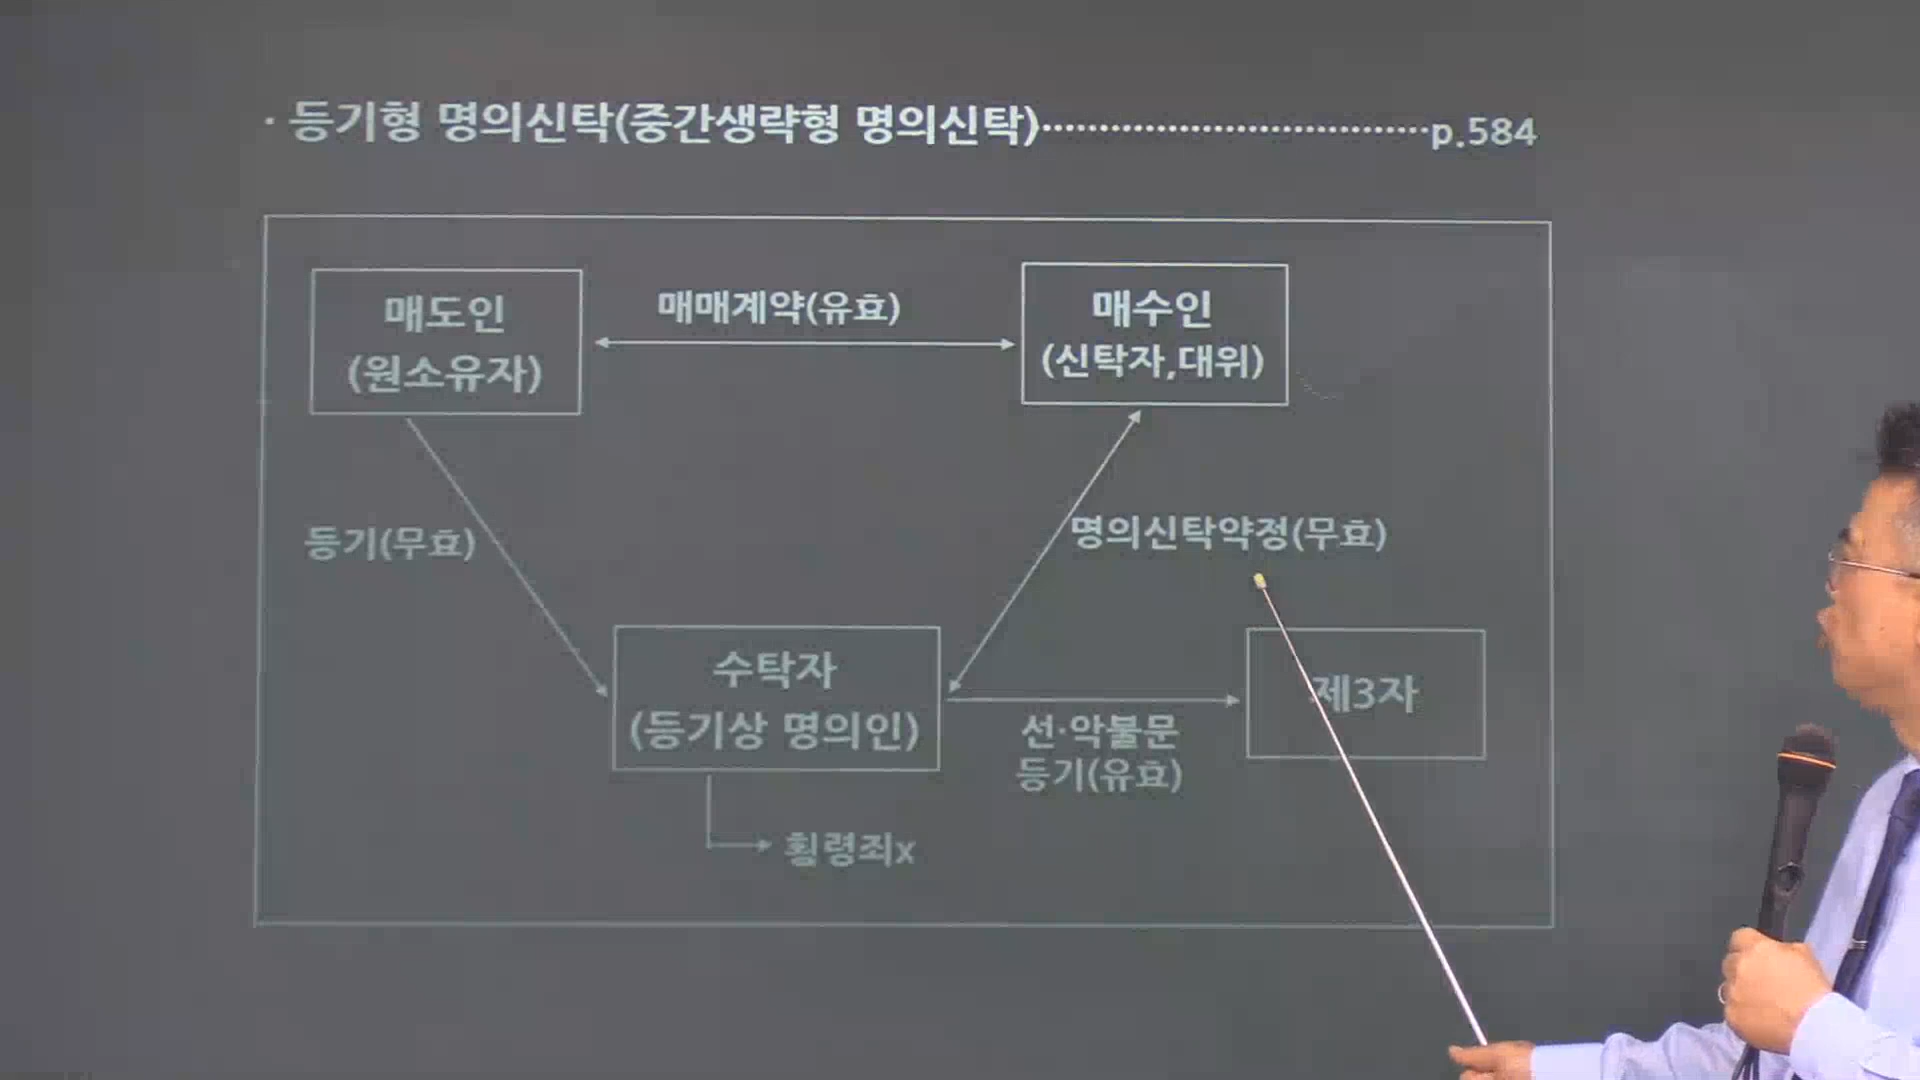 · 등기형 명의신탁(중간생략형 명의신탁)································p.584
매도인
(원소유자)
매매계약(유효)
매수인
(신탁자,대위)
등기(무효)
명의신탁약정(무효)
수탁자
(등기상 명의인)
선·악불문
등기(유효)
제3자
횡령죄x